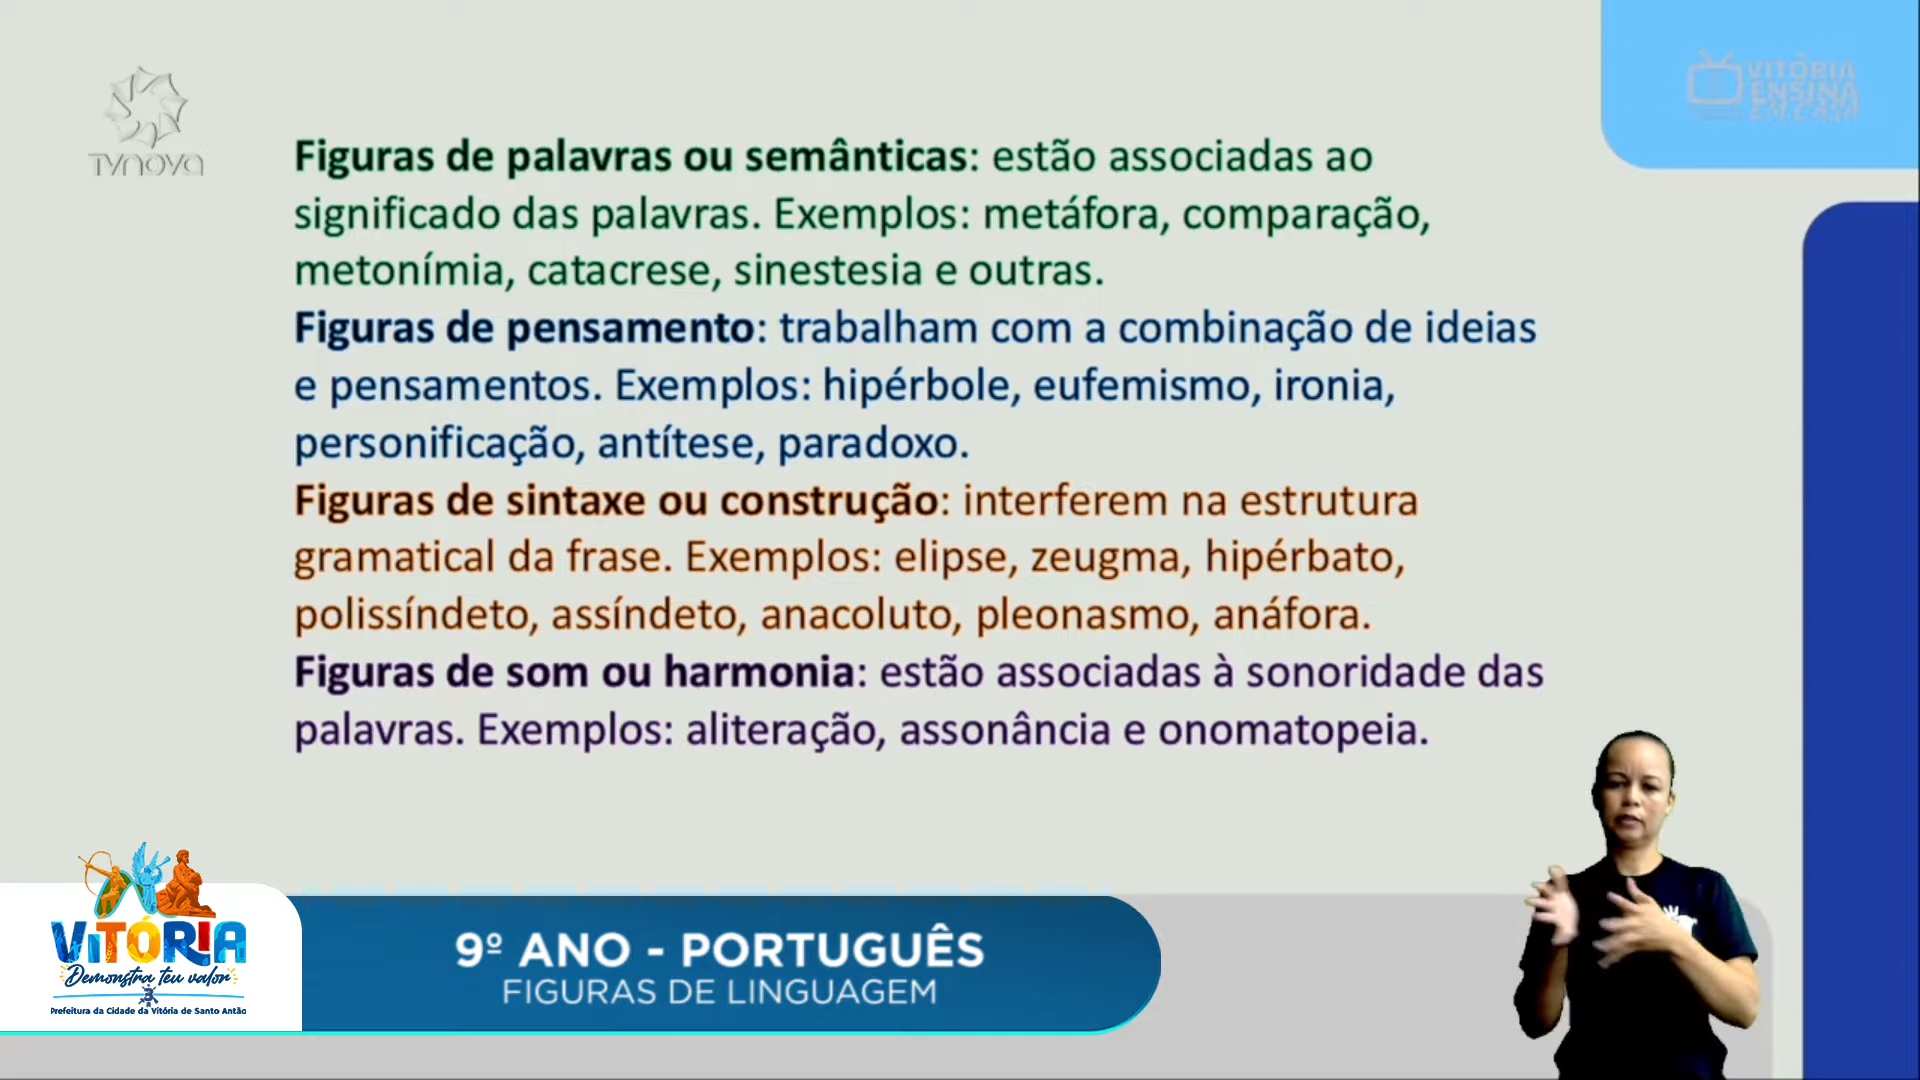 TVNOVA
VITÓRIA
ENSINA
EM CASA
Figuras de palavras ou semânticas: estão associadas ao
significado das palavras. Exemplos: metáfora, comparação,
metonímia, catacrese, sinestesia e outras.
Figuras de pensamento: trabalham com a combinação de ideias
e pensamentos. Exemplos: hipérbole, eufemismo, ironia,
personificação, antítese, paradoxo.
Figuras de sintaxe ou construção: interferem na estrutura
gramatical da frase. Exemplos: elipse, zeugma, hipérbato,
polissíndeto, assíndeto, anacoluto, pleonasmo, anáfora.
Figuras de som ou harmonia: estão associadas à sonoridade das
palavras. Exemplos: aliteração, assonância e onomatopeia.
VITÓRIA
Demonstra teu valor
Prefeitura da Cidade da Vitória de Santo Antão
9º ANO - PORTUGUÊS
FIGURAS DE LINGUAGEM